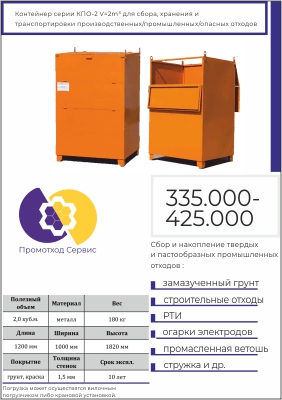 Контейнер серии КПО-2 V=2m³ для сбора, хранения и
транспортировки производственных/промышленных/опасных отходов
335.000-
425.000
Промотход Сервис
Сбор и накопление твердых
и пастообразных промышленных
отходов :
замазученный грунт
строительные отходы
РТИ
огарки электродов
промасленная ветошь
стружка и др.
Полезный объем Материал Вес
2,0 куб.м. металл 180 кг
Длина Ширина Высота
1200 мм 1000 мм 1820 мм
Покрытие Толщина стенок Срок экспл.
грунт, краска 1,5 мм 10 лет
Погрузка может осуществятся вилочным
погрузчиком либо крановой установкой.